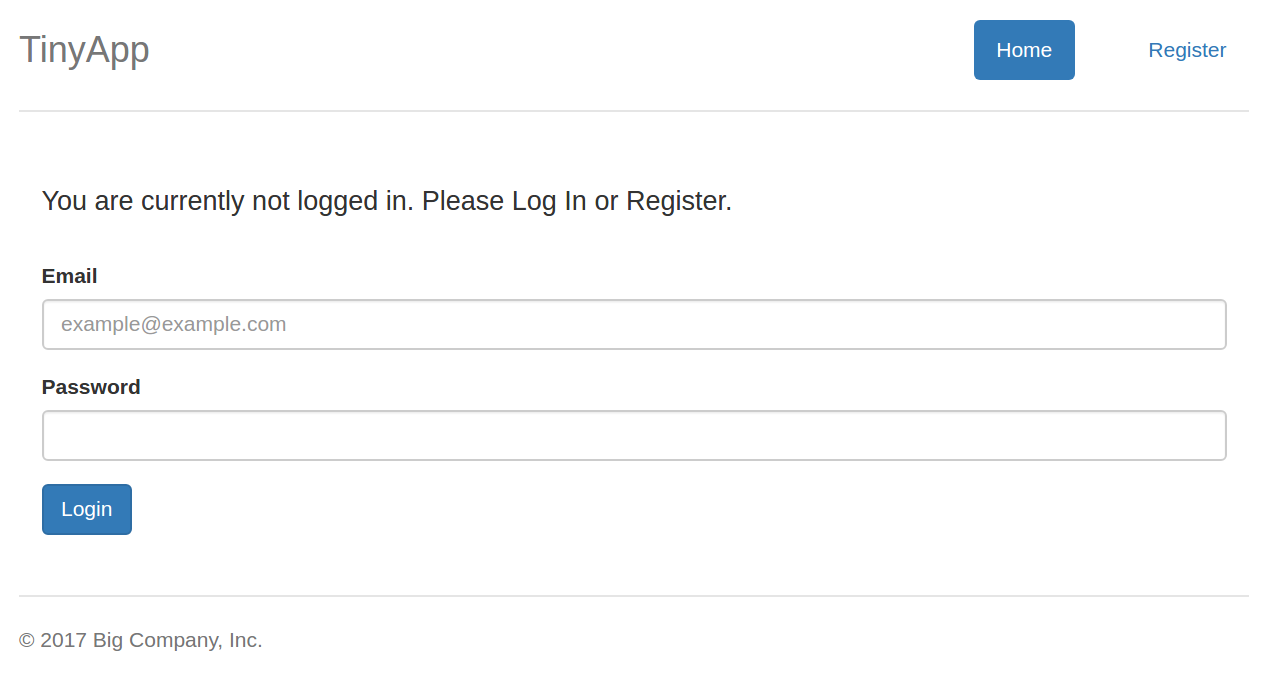 TinyApp
Home
Register
You are currently not logged in. Please Log In or Register.
Email
example@example.com
Password
Login
© 2017 Big Company, Inc.